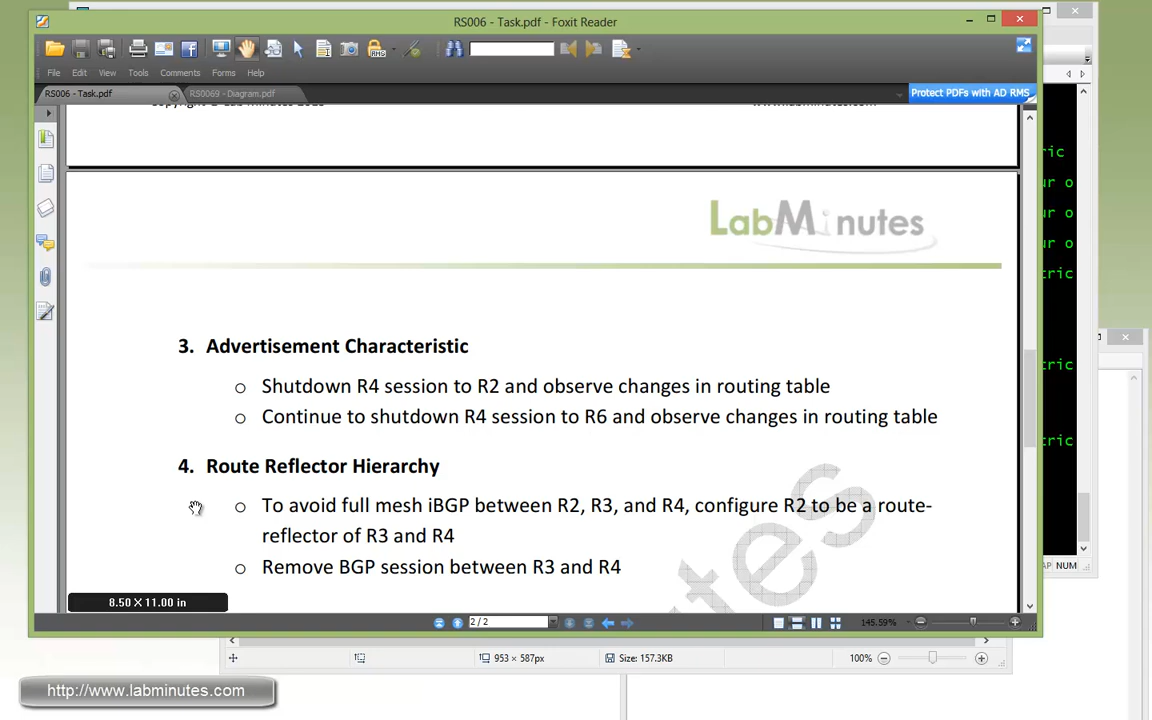 RS006 - Task.pdf - Foxit Reader
File Edit View Tools Comments Forms Help
RS006 - Task.pdf
RS0069 - Diagram.pdf
Protect PDFs with AD RMS
LabMinutes
3. Advertisement Characteristic
o Shutdown R4 session to R2 and observe changes in routing table
o Continue to shutdown R4 session to R6 and observe changes in routing table
4. Route Reflector Hierarchy
o To avoid full mesh iBGP between R2, R3, and R4, configure R2 to be a route-
reflector of R3 and R4
o Remove BGP session between R3 and R4
8.50 X 11.00 in
2 / 2
145.59%
NUM
953 × 587px
Size: 157.3KB
100%
http://www.labminutes.com